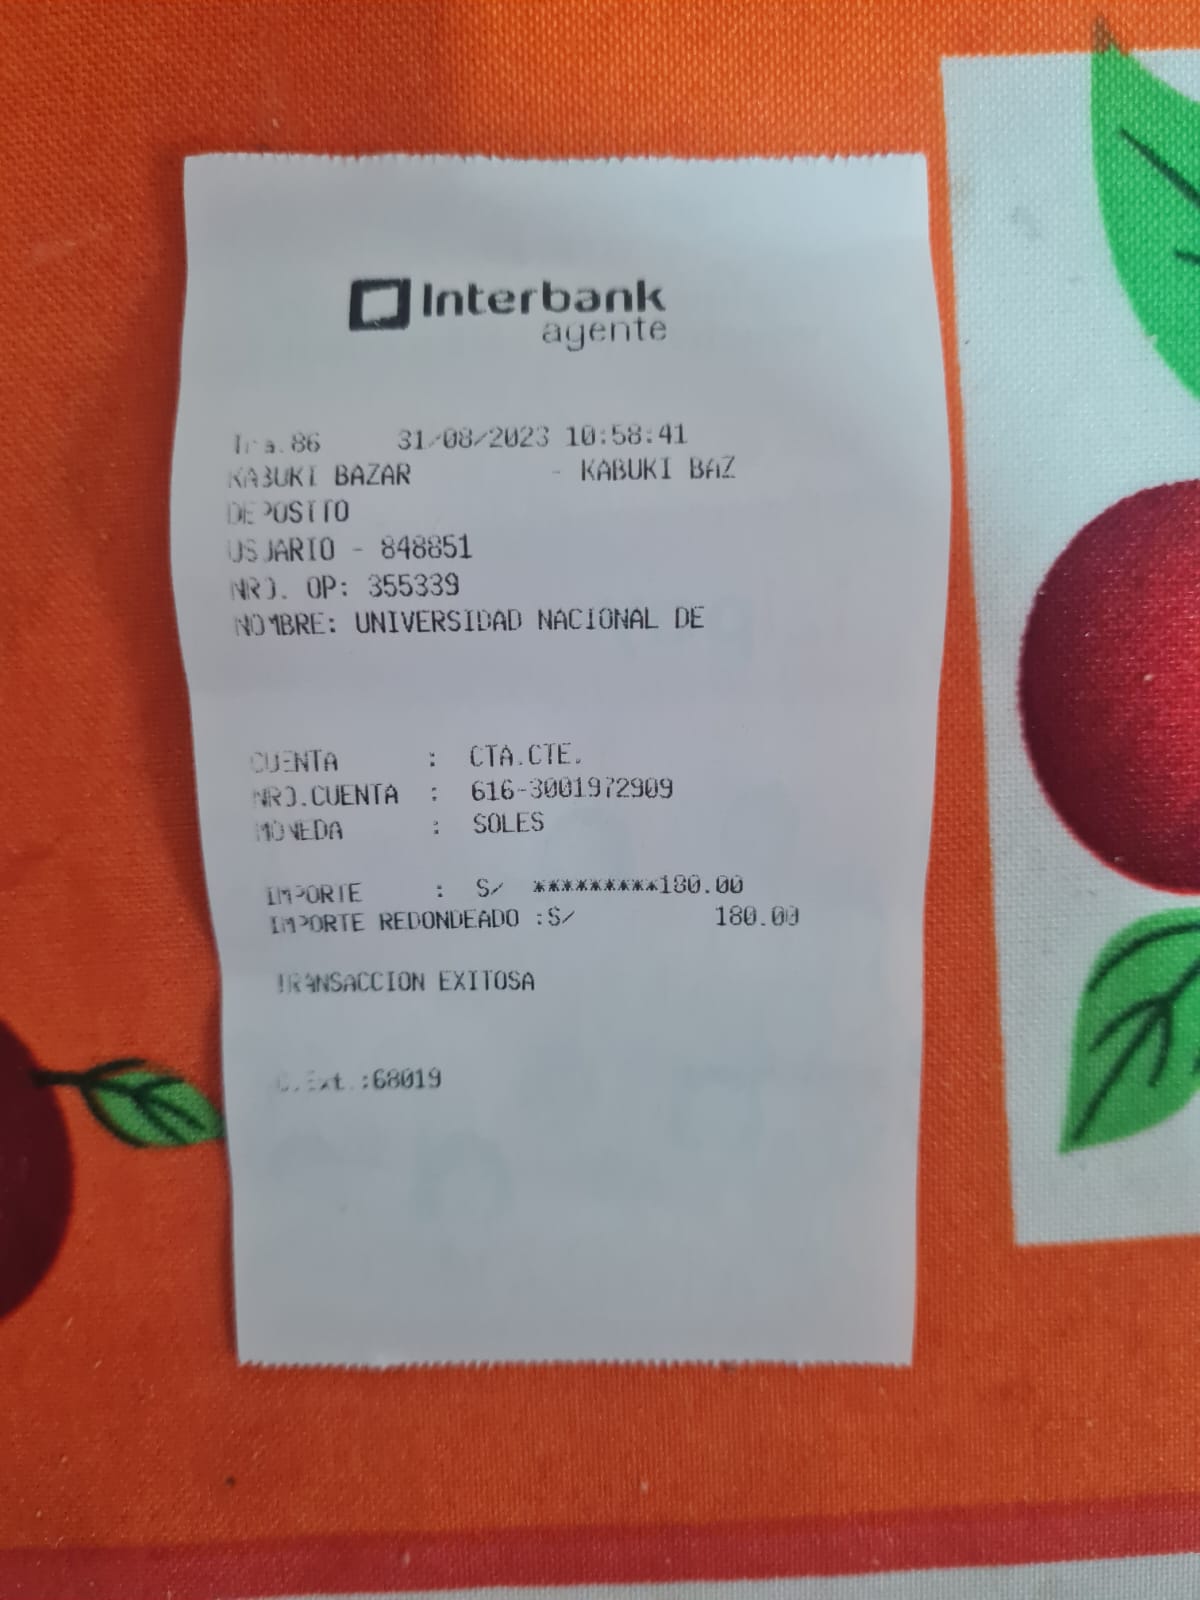 Interbank
agente
Tra.86 31/08/2023 10:58:41
KABUKI BAZAR - KABUKI BAZ
DEPOSITO
USUARIO - 848851
NRO. OP: 355339
NOMBRE: UNIVERSIDAD NACIONAL DE
CUENTA : CTA.CTE.
NRO.CUENTA : 616-3001972909
MONEDA : SOLES
IMPORTE : S/ *********180.00
IMPORTE REDONDEADO :S/ 180.00
TRANSACCION EXITOSA
C.Ext.:68019